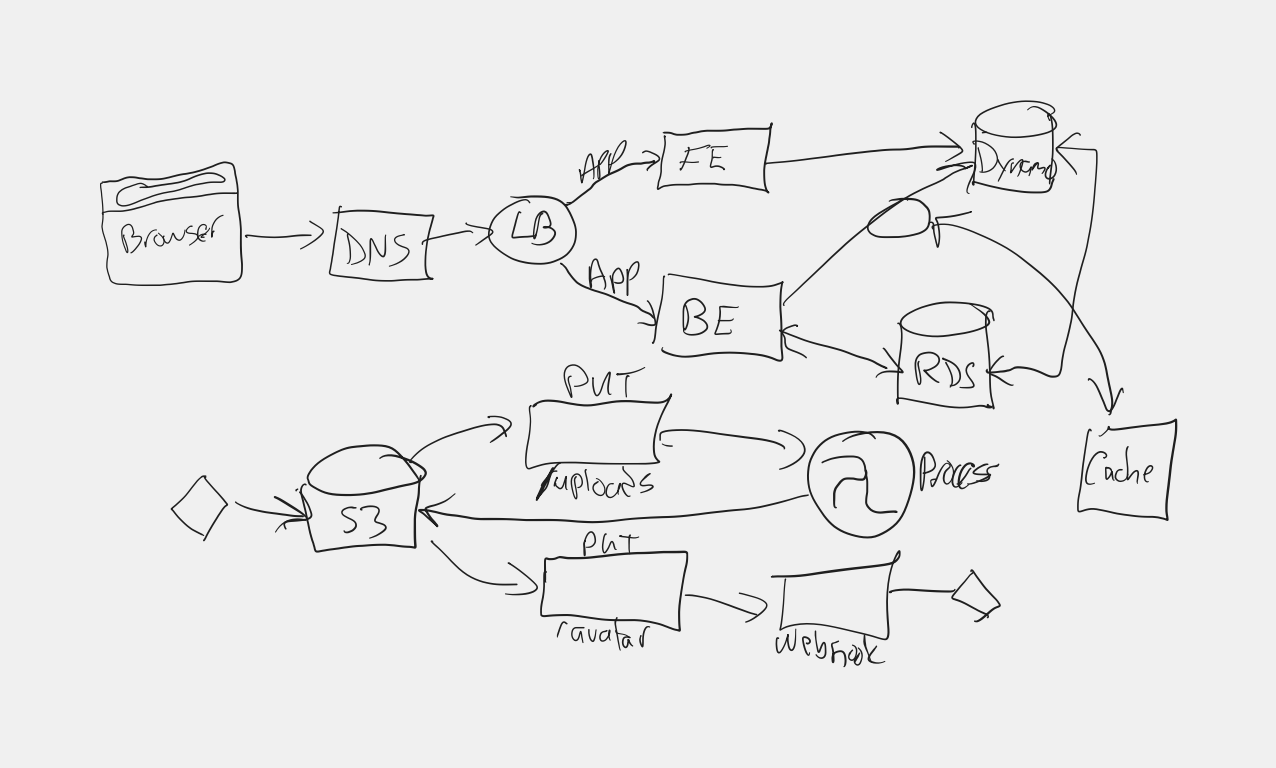 Browser
DNS
LB
APP
APP
FE
BE
Dynamo
RDS
Cache
S3
PUT
/uploads
Process
PUT
/avatar
Webhook